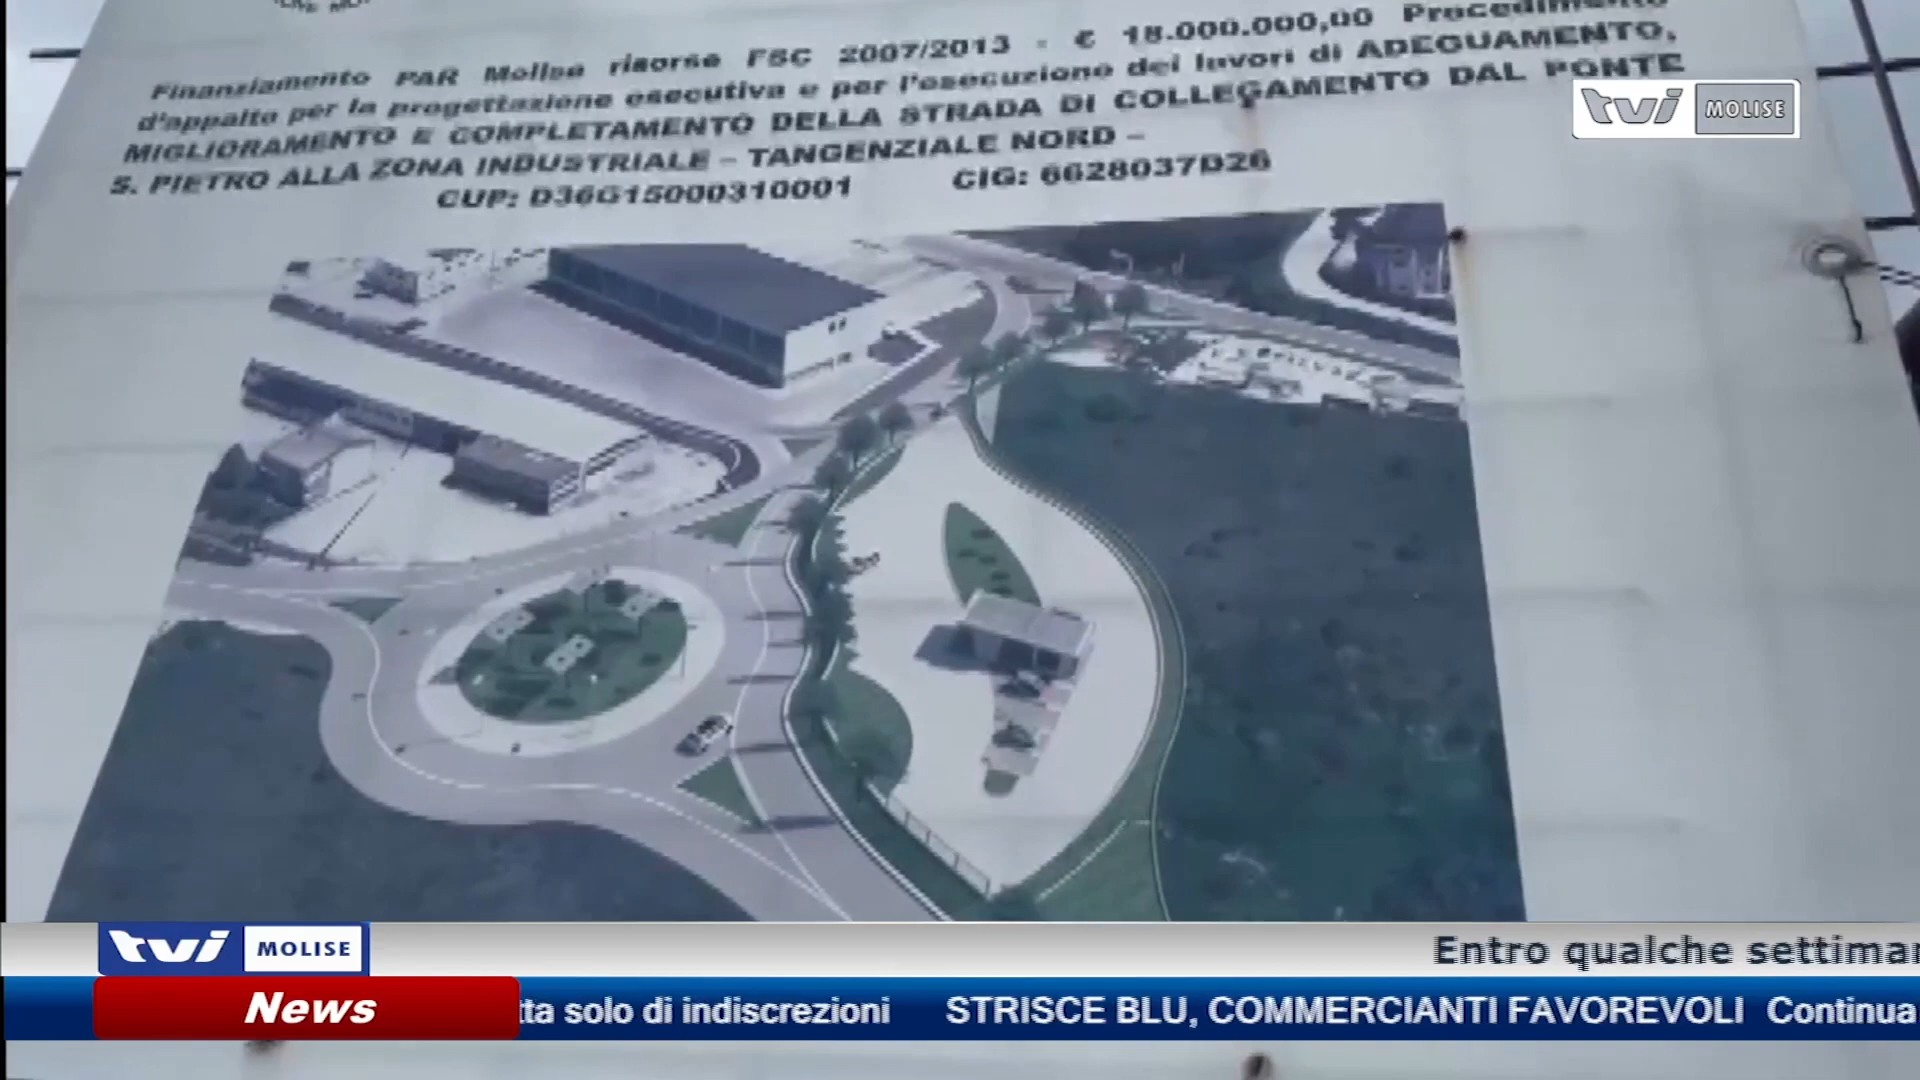 Finanziamento PAR Molise risorse FSC 2007/2013 - € 18.000.000,00 Procedimento
d'appalto per la progettazione esecutiva e per l'esecuzione dei lavori di ADEGUAMENTO,
MIGLIORAMENTO E COMPLETAMENTO DELLA STRADA DI COLLEGAMENTO DAL PONTE
S. PIETRO ALLA ZONA INDUSTRIALE – TANGENZIALE NORD –
CUP: D36G15000310001 CIG: 6628037D26
tvi MOLISE
tvi MOLISE
Entro qualche settiman
News
tta solo di indiscrezioni STRISCE BLU, COMMERCIANTI FAVOREVOLI Continua